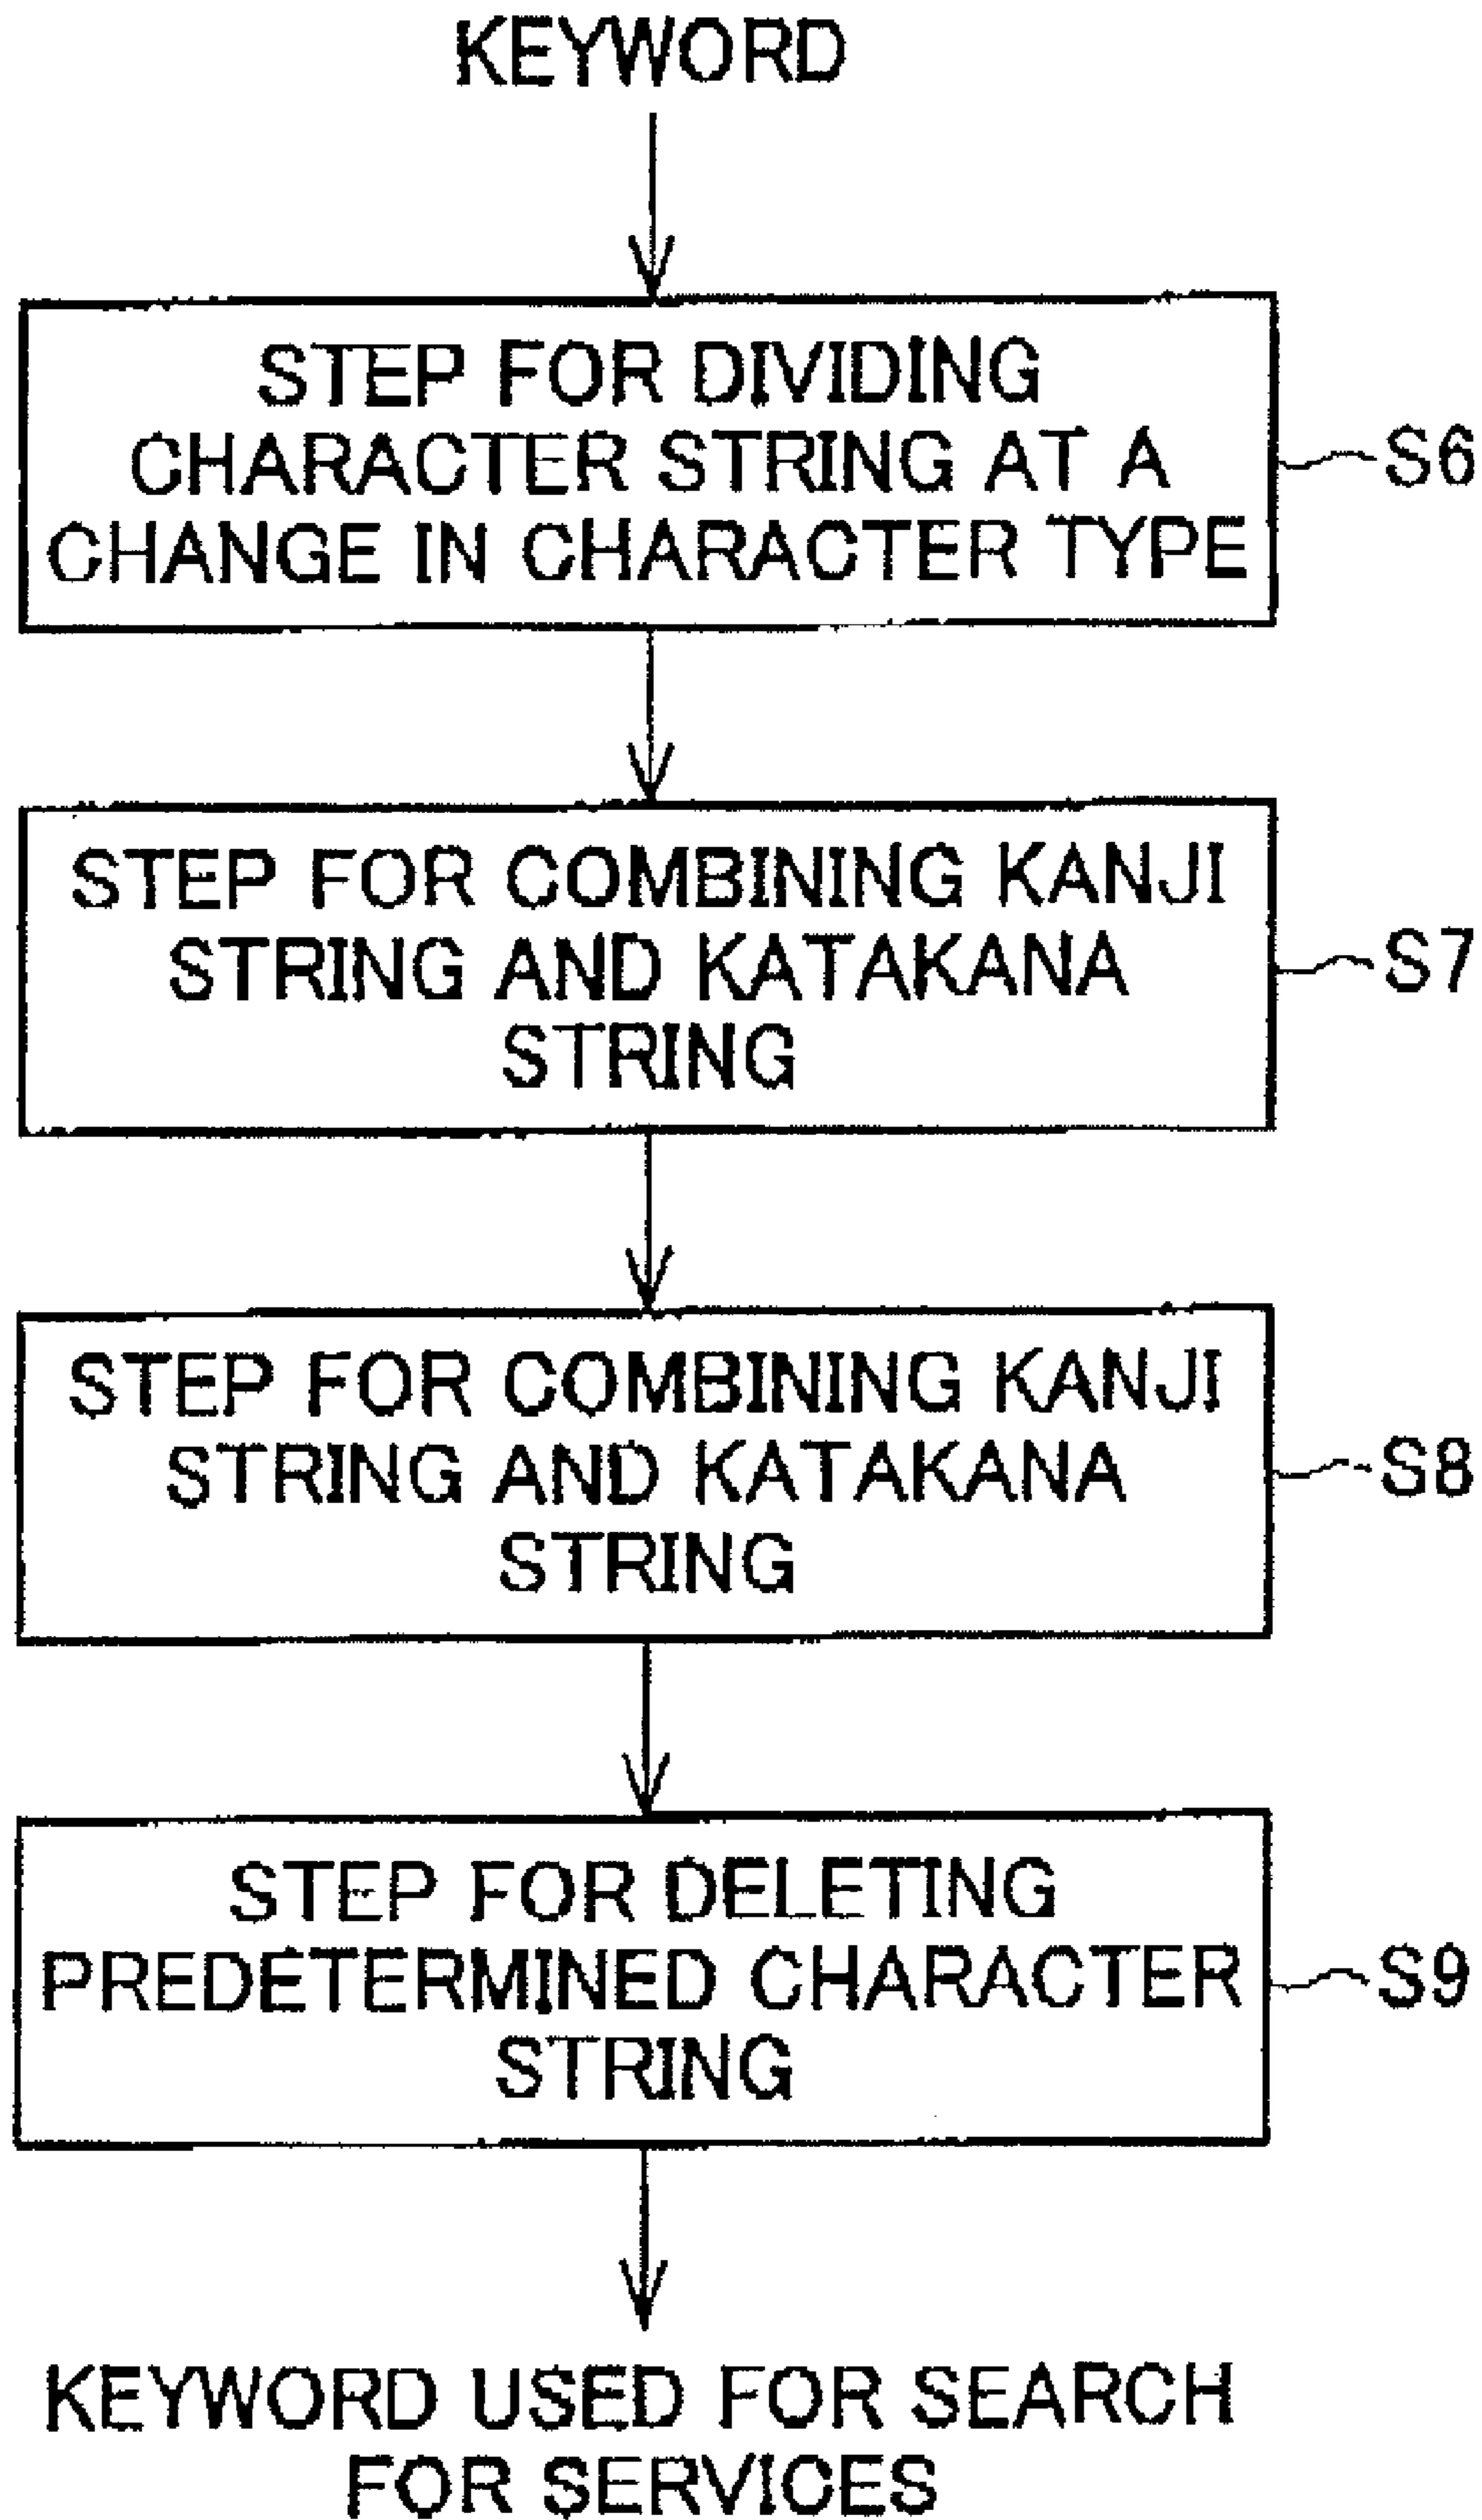 KEYWORD
STEP FOR DIVIDING
CHARACTER STRING AT A
CHANGE IN CHARACTER TYPE
S6
STEP FOR COMBINING KANJI
STRING AND KATAKANA
STRING
S7
STEP FOR COMBINING KANJI
STRING AND KATAKANA
STRING
S8
STEP FOR DELETING
PREDETERMINED CHARACTER
STRING
S9
KEYWORD USED FOR SEARCH
FOR SERVICES